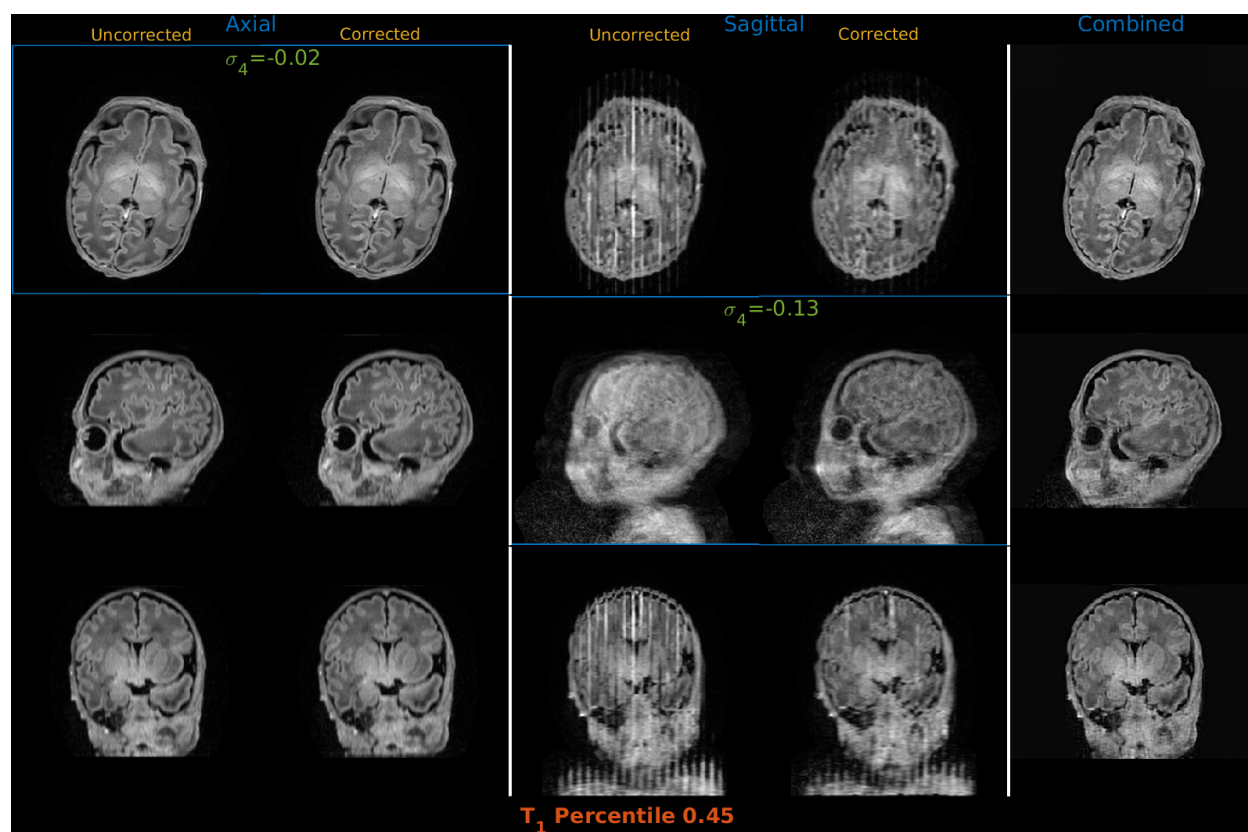 Axial Sagittal Combined
Uncorrected Corrected Uncorrected Corrected
σ₄=-0.02
σ₄=-0.13
T₁ Percentile 0.45